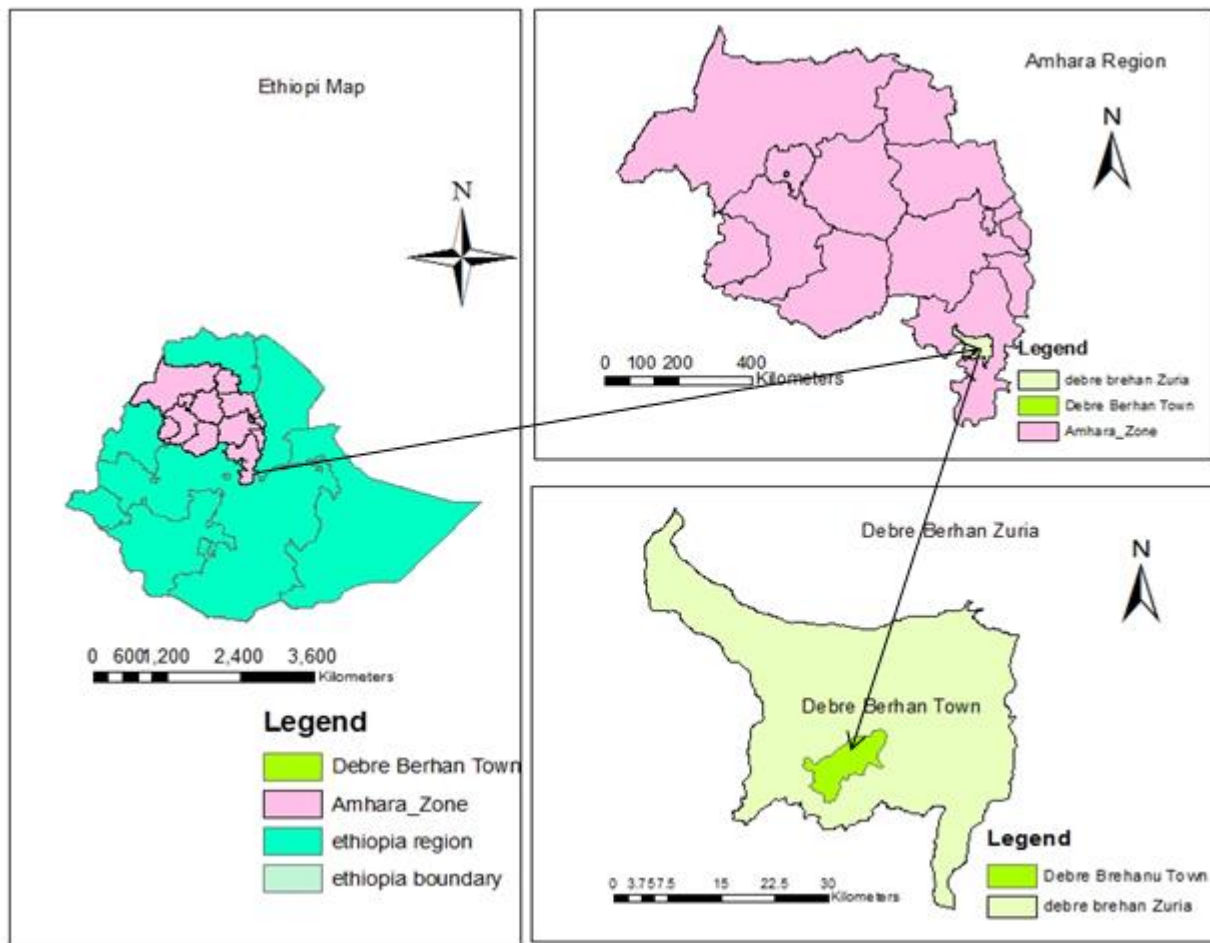 Ethiopi Map
N
0 6001,200 2,400 3,600
Kilometers
Legend
Debre Berhan Town
Amhara_Zone
ethiopia region
ethiopia boundary
Amhara Region
N
0 100 200 400
Kilometers
Legend
debre brehan Zuria
Debre Berhan Town
Amhara_Zone
Debre Berhan Zuria
N
Debre Berhan Town
0 3.757.5 15 22.5 30
Kilometers
Legend
Debre Brehanu Town
debre brehan Zuria